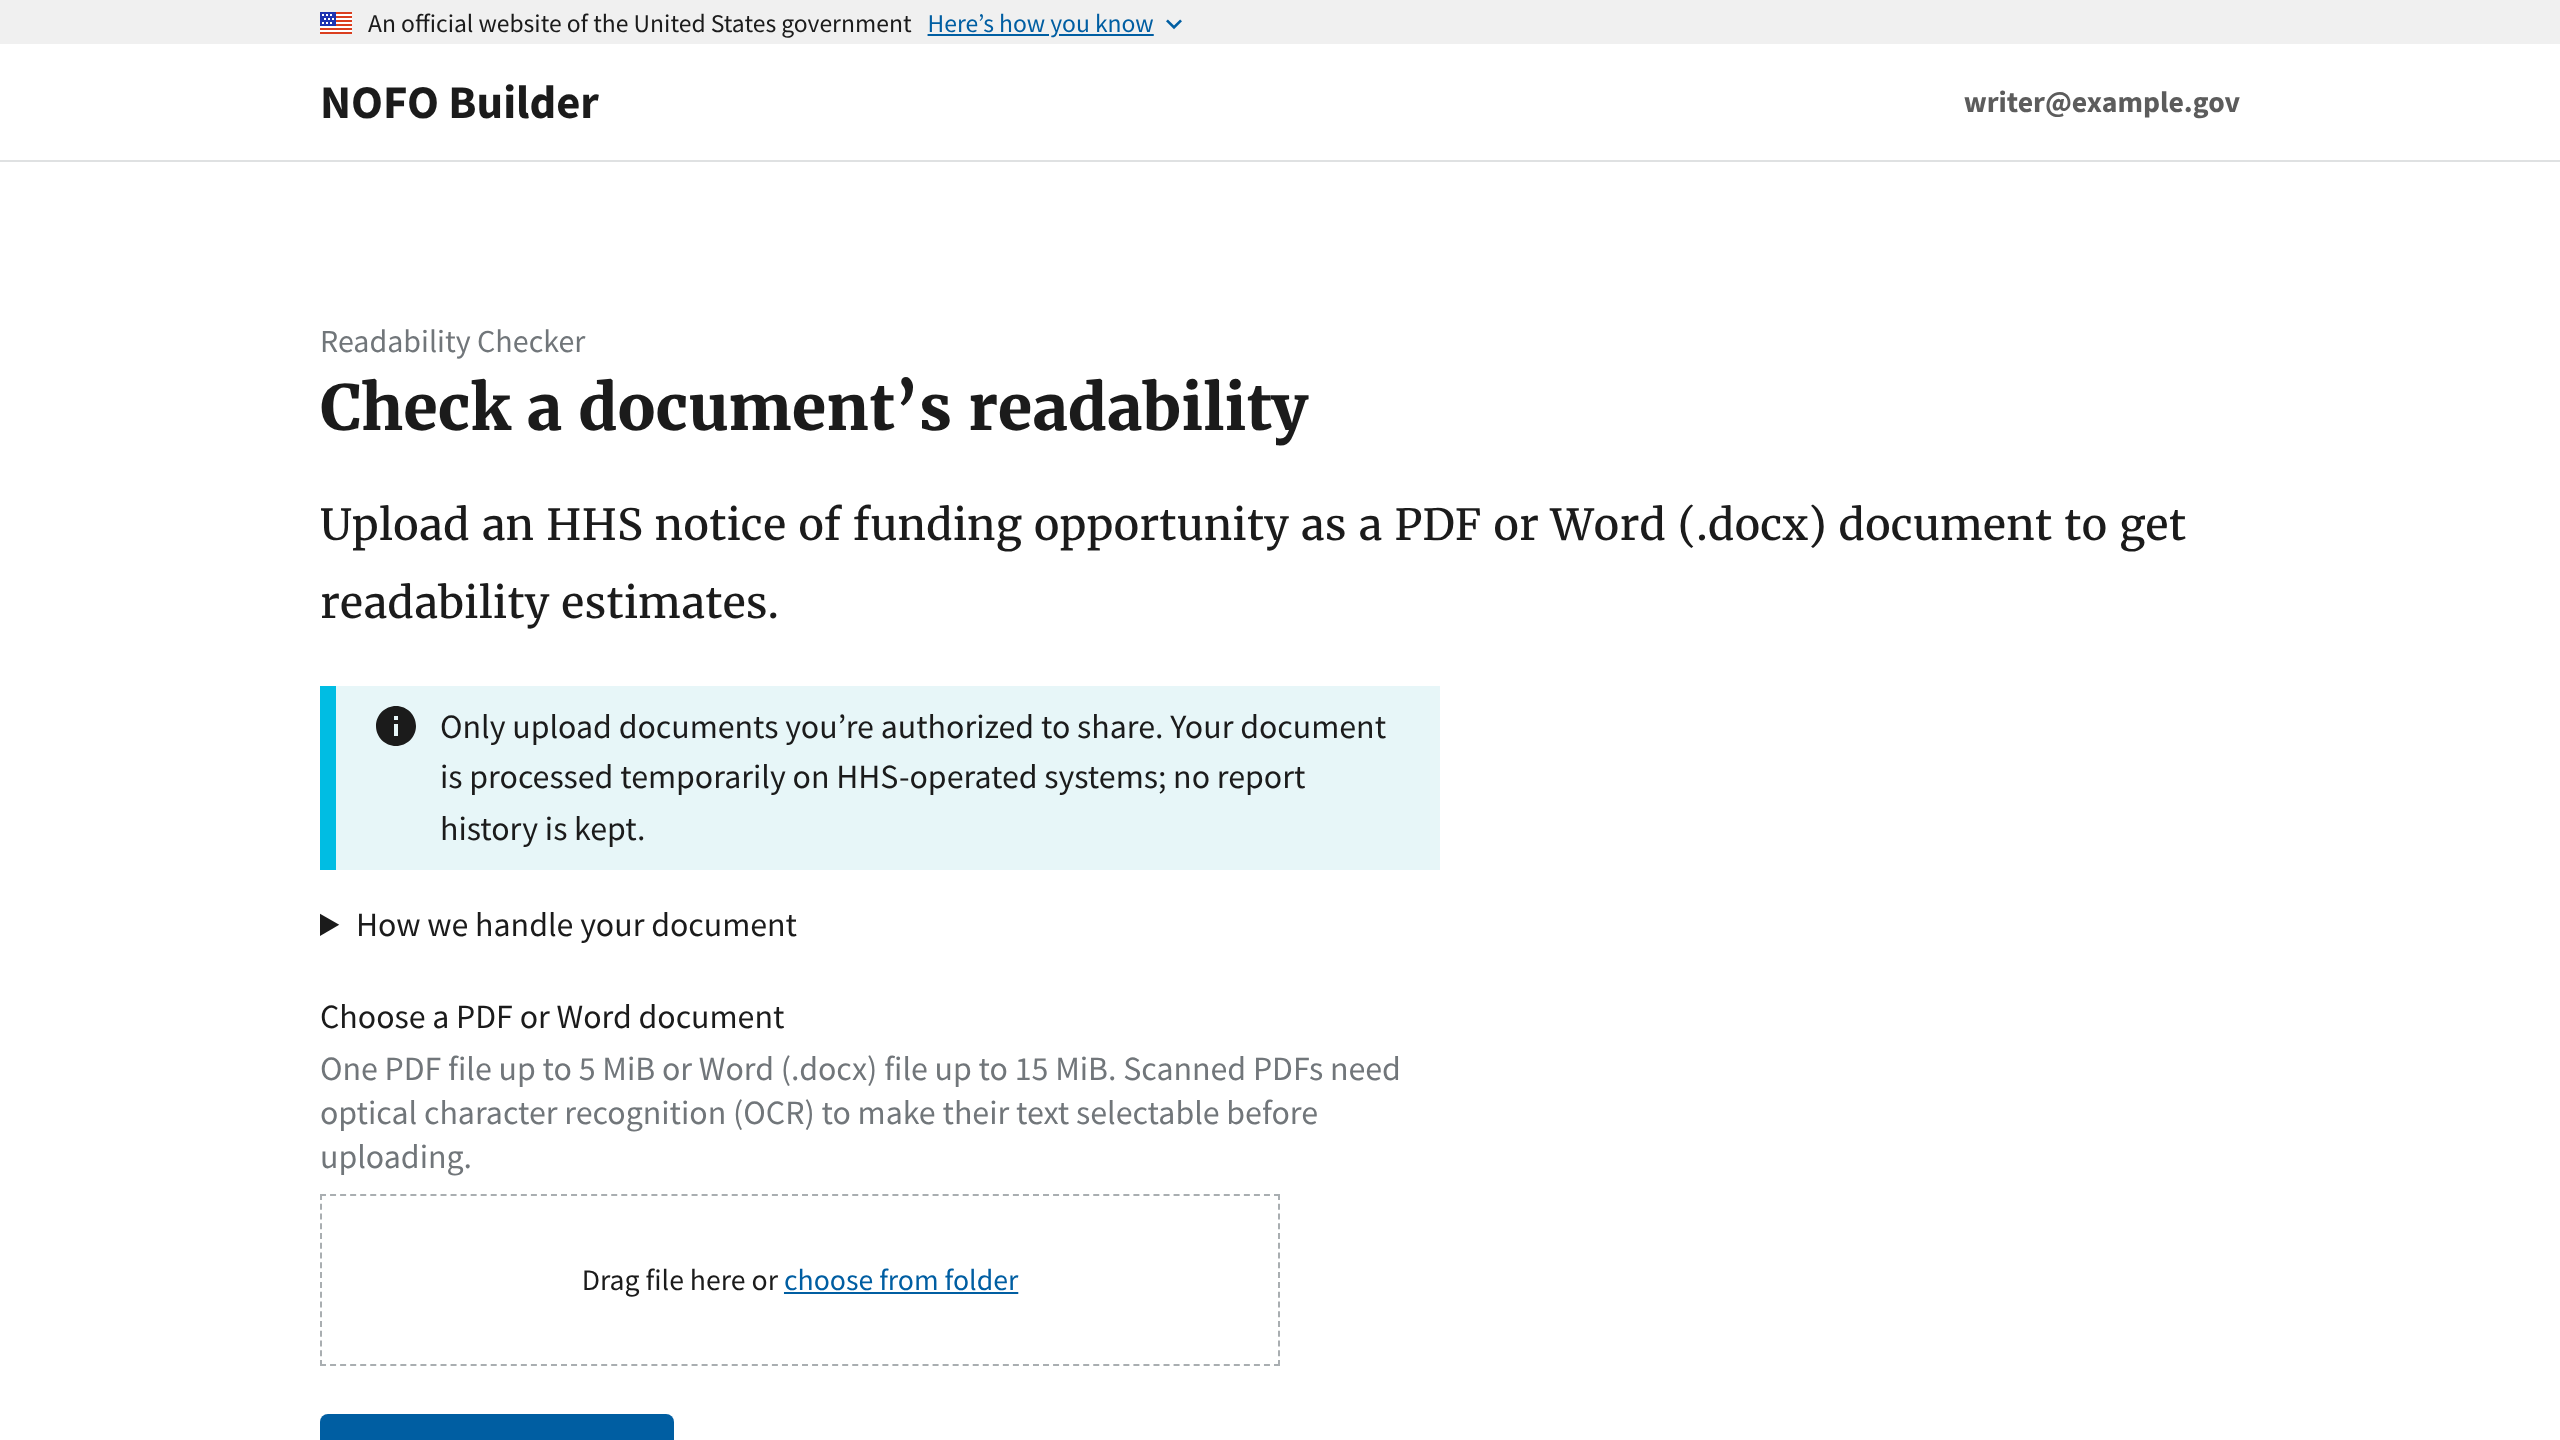 An official website of the United States government Here’s how you know
NOFO Builder
writer@example.gov
Readability Checker
Check a document’s readability
Upload an HHS notice of funding opportunity as a PDF or Word (.docx) document to get
readability estimates.
Only upload documents you’re authorized to share. Your document
is processed temporarily on HHS-operated systems; no report
history is kept.
How we handle your document
Choose a PDF or Word document
One PDF file up to 5 MiB or Word (.docx) file up to 15 MiB. Scanned PDFs need
optical character recognition (OCR) to make their text selectable before
uploading.
Drag file here or choose from folder